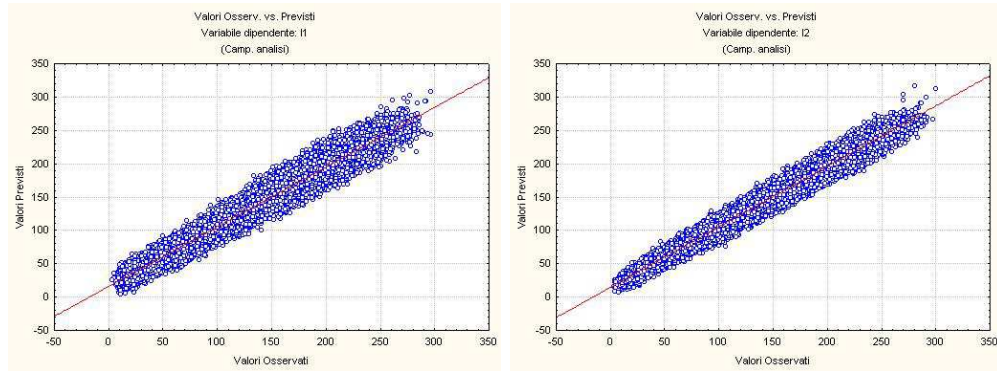 Valori Osserv. vs. Previsti
Variabile dipendente: I1
(Camp. analisi)
350
300
250
200
150
100
50
0
-50
Valori Previsti
-50 0 50 100 150 200 250 300 350
Valori Osservati
Valori Osserv. vs. Previsti
Variabile dipendente: I2
(Camp. analisi)
350
300
250
200
150
100
50
0
-50
Valori Previsti
-50 0 50 100 150 200 250 300 350
Valori Osservati